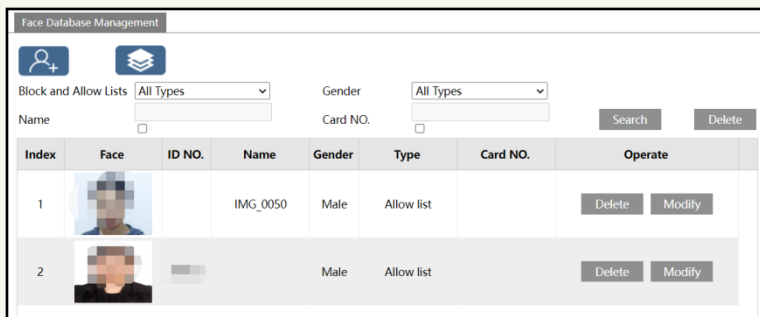 Face Database Management
Block and Allow Lists All Types Gender All Types
Name Card NO. Search Delete
Index Face ID NO. Name Gender Type Card NO. Operate
1 IMG_0050 Male Allow list Delete Modify
2 Male Allow list Delete Modify